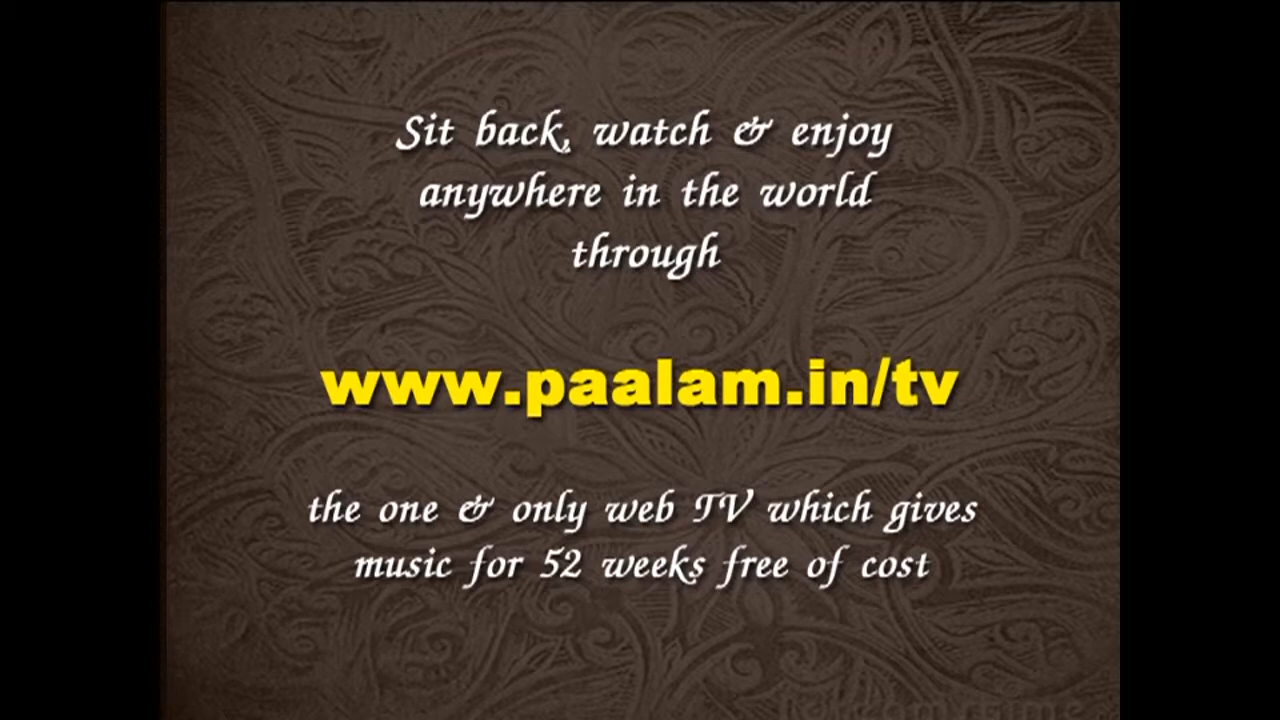 Sit back, watch & enjoy
anywhere in the world
through
www.paalam.in/tv
the one & only web TV which gives
music for 52 weeks free of cost